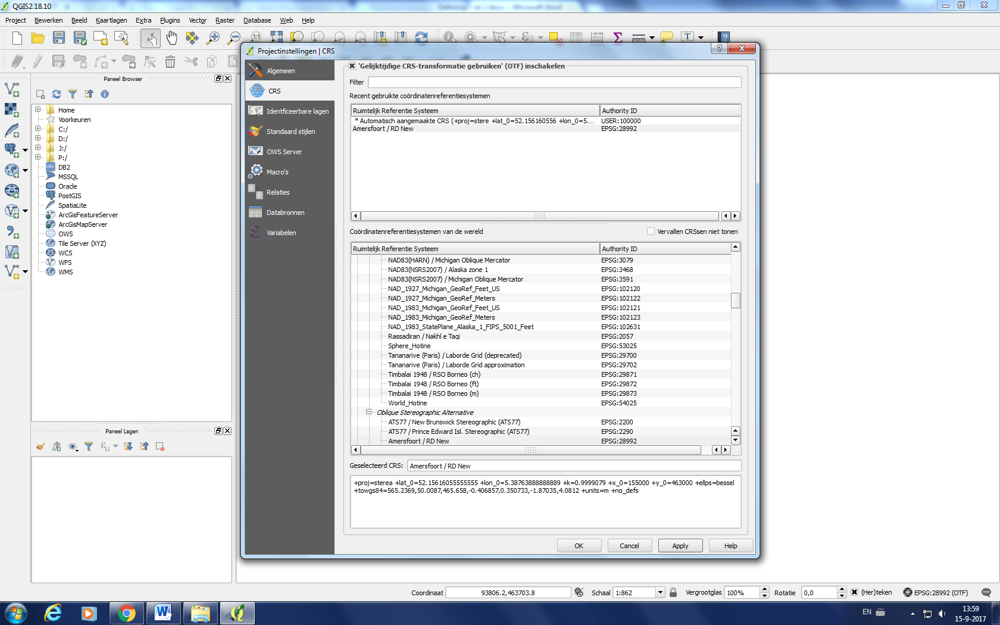 QGIS2.18.10
Project Bewerken Beeld Kaartlagen Extra Plugins Vector Raster Database Web Help
Paneel Browser
Home
Voorkeuren
C:/
D:/
J:/
P:/
DB2
MSSQL
Oracle
PostGIS
SpatiaLite
ArcGisFeatureServer
ArcGisMapServer
OWS
Tile Server (XYZ)
WCS
WFS
WMS
Paneel Lagen
Projectinstellingen | CRS
Algemeen
CRS
Identficeerbare lagen
Standaard stijlen
OWS Server
Macro's
Relaties
Databronnen
Variabelen
'Gelijktijdige CRS-transformatie gebruiken' (OTF) inschakelen
Filter
Recent gebruikte coördinatenreferentiesystemen
Ruimtelijk Referentie Systeem Authority ID
* Automatisch aangemaakte CRS (+proj=stere +lat_0=52.156160556 +lon_0=5.... USER:100000
Amersfoort / RD New EPSG:28992
Coördinatenreferentiesystemen van de wereld Vervallen CRSsen niet tonen
Ruimtelijk Referentie Systeem Authority ID
NAD83(HARN) / Michigan Oblique Mercator EPSG:3079
NAD83(NSRS2007) / Alaska zone 1 EPSG:3468
NAD83(NSRS2007) / Michigan Oblique Mercator EPSG:3591
NAD_1927_Michigan_GeoRef_Feet_US EPSG:102120
NAD_1927_Michigan_GeoRef_Meters EPSG:102122
NAD_1983_Michigan_GeoRef_Feet_US EPSG:102121
NAD_1983_Michigan_GeoRef_Meters EPSG:102123
NAD_1983_StatePlane_Alaska_1_FIPS_5001_Feet EPSG:102631
Rassadiran / Nakhl e Taqi EPSG:2057
Sphere_Hotine EPSG:53025
Tananarive (Paris) / Laborde Grid (deprecated) EPSG:29700
Tananarive (Paris) / Laborde Grid approximation EPSG:29702
Timbalai 1948 / RSO Borneo (ch) EPSG:29871
Timbalai 1948 / RSO Borneo (ft) EPSG:29872
Timbalai 1948 / RSO Borneo (m) EPSG:29873
World_Hotine EPSG:54025
Oblique Stereographic Alternative
ATS77 / New Brunswick Stereographic (ATS77) EPSG:2200
ATS77 / Prince Edward Isl. Stereographic (ATS77) EPSG:2290
Amersfoort / RD New EPSG:28992
Geselecteerd CRS: Amersfoort / RD New
+proj=sterea +lat_0=52.15616055555555 +lon_0=5.38763888888889 +k=0.9999079 +x_0=155000 +y_0=463000 +ellps=bessel
+towgs84=565.2369,50.0087,465.658,-0.406857,0.350733,-1.87035,4.0812 +units=m +no_defs
OK Cancel Apply Help
Coordinaat 93806.2,463703.8 Schaal 1:862 Vergrootglas 100% Rotatie 0,0 (Her)teken EPSG:28992 (OTF)
EN
13:59
15-9-2017